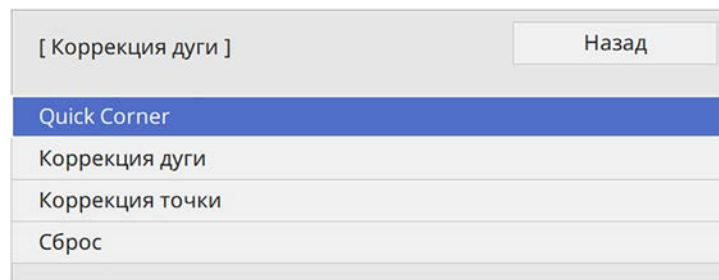 [ Коррекция дуги ]
Назад
Quick Corner
Коррекция дуги
Коррекция точки
Сброс